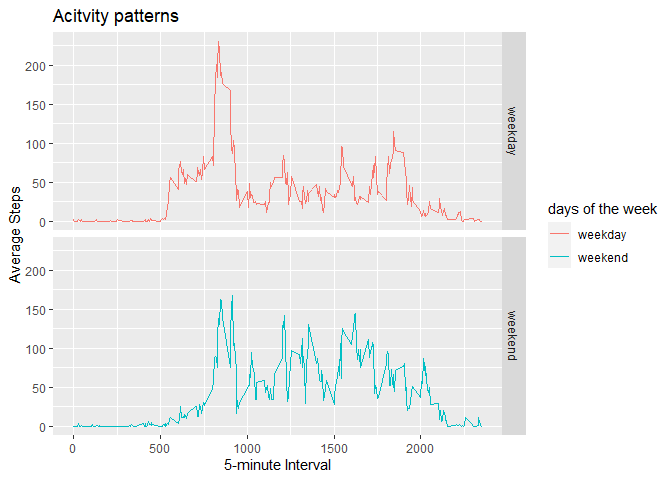 Acitvity patterns
200
150
100
50
0
weekday
200
150
100
50
0
weekend
Average Steps
0 500 1000 1500 2000
5-minute Interval
days of the week
weekday
weekend